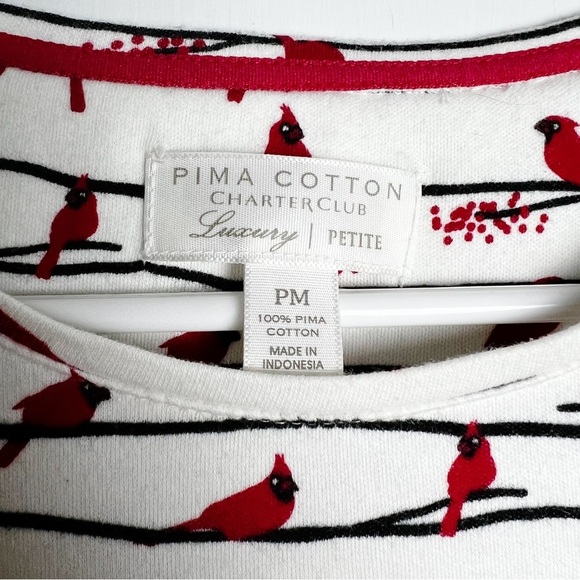 PIMA COTTON
CHARTER CLUB
Luxury | PETITE
PM
100% PIMA
COTTON
MADE IN
INDONESIA